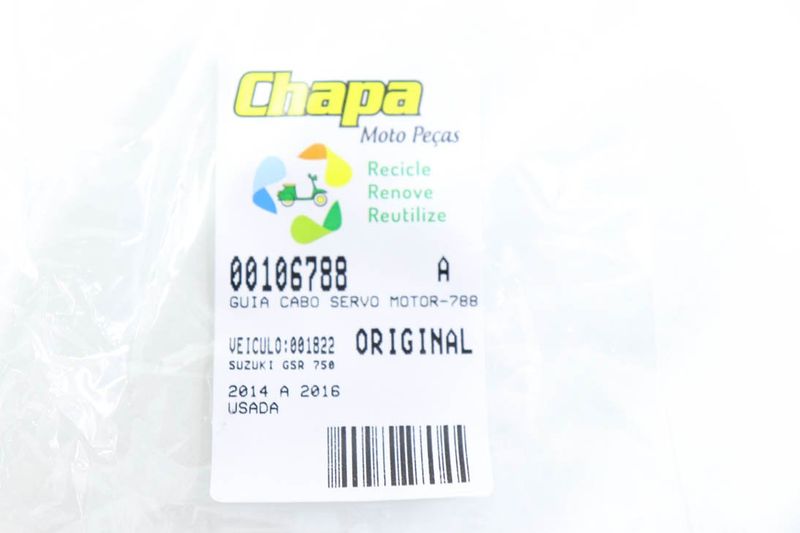 Chapa
Moto Peças
Recicle
Renove
Reutilize
00106788 A
GUIA CABO SERVO MOTOR-788
VEICULO:001822 ORIGINAL
SUZUKI GSR 750
2014 A 2016
USADA